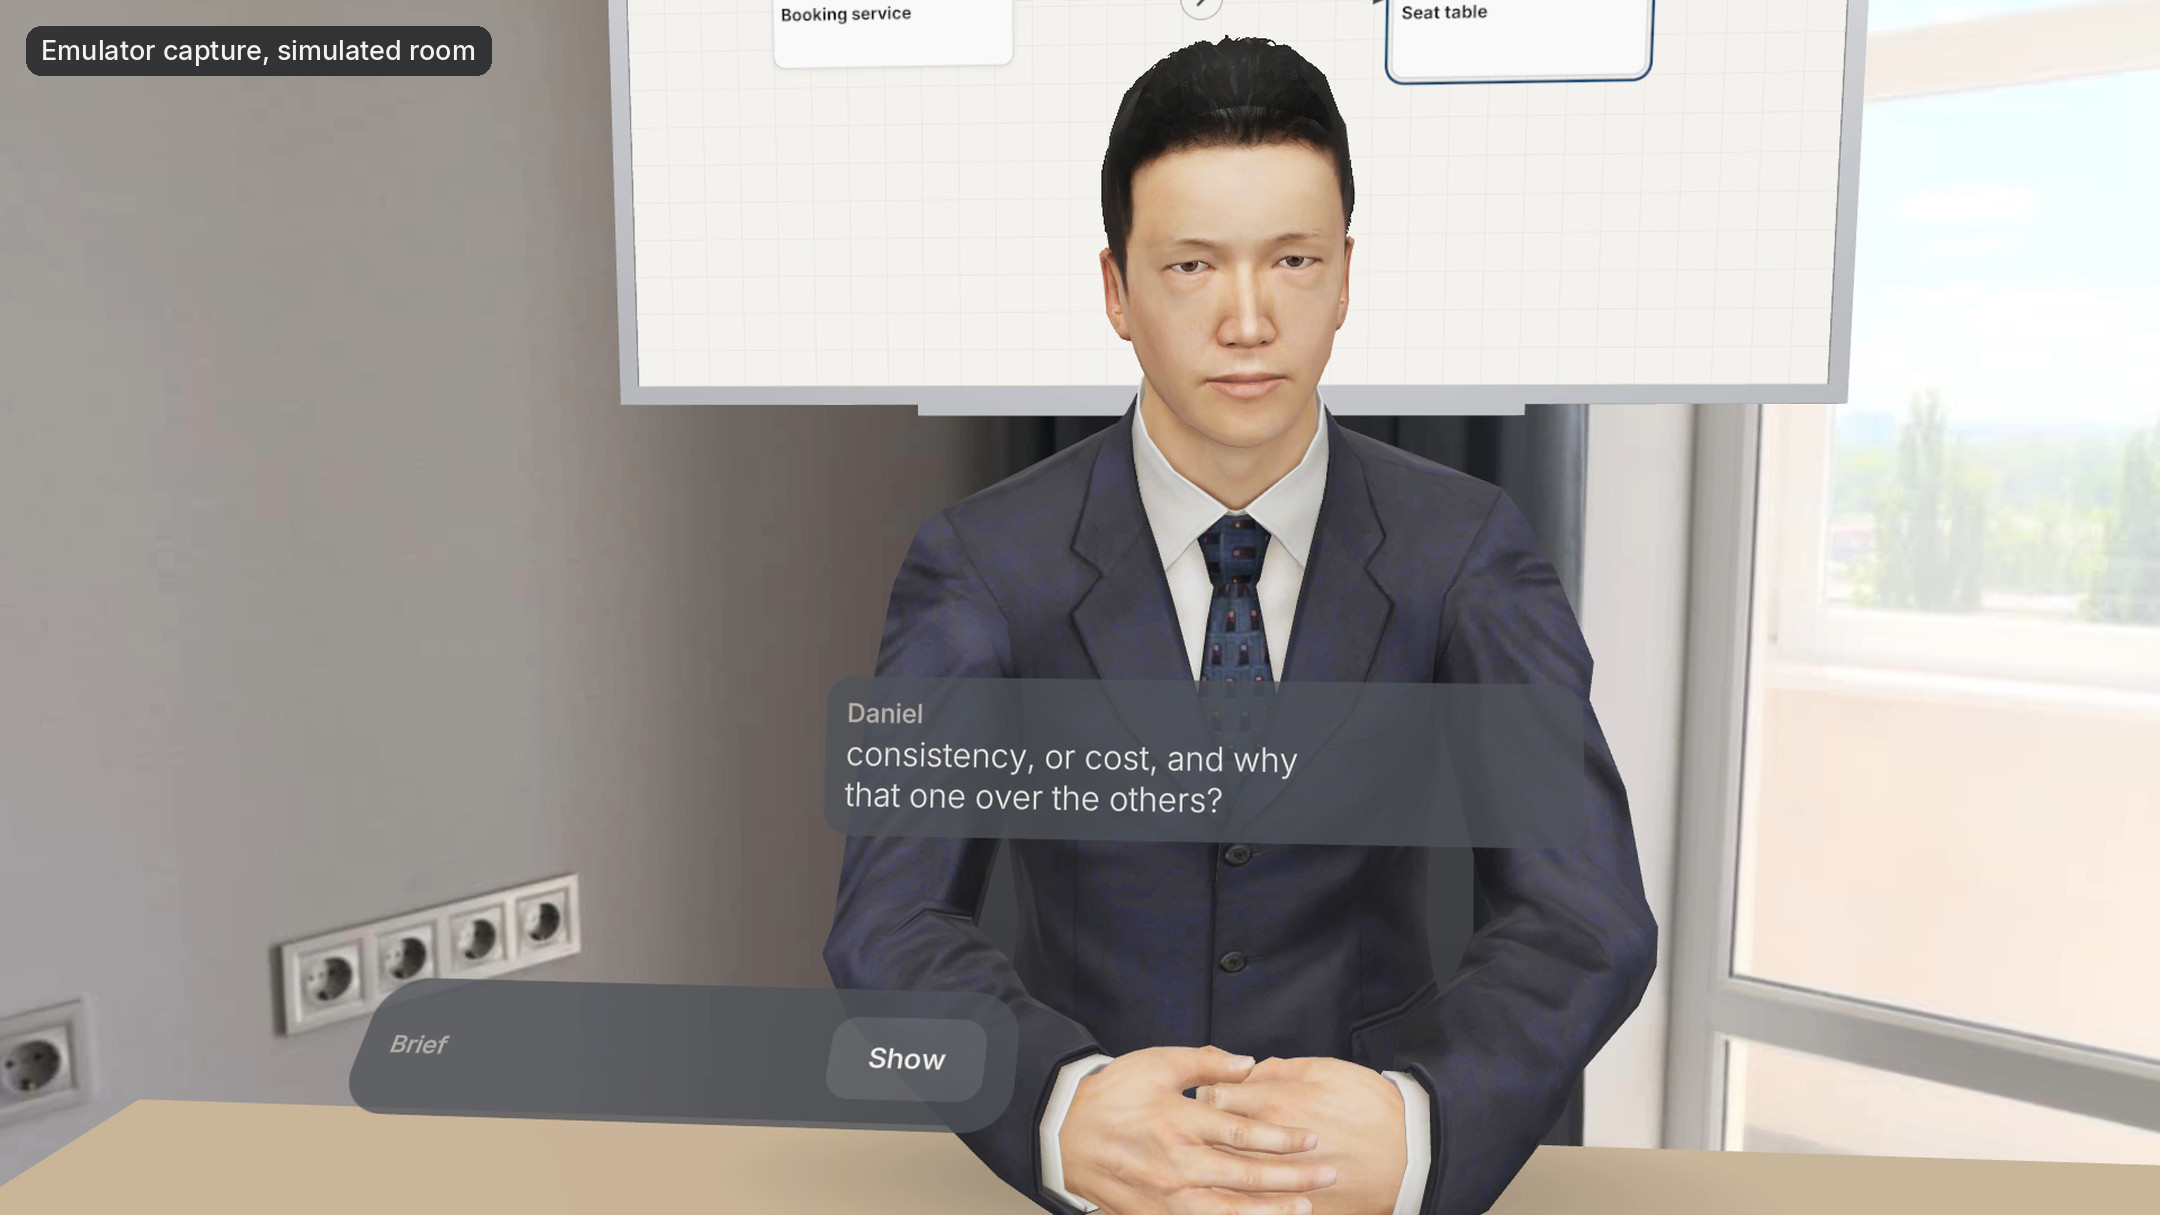 Emulator capture, simulated room
Booking service
Seat table
Daniel
consistency, or cost, and why
that one over the others?
Brief
Show